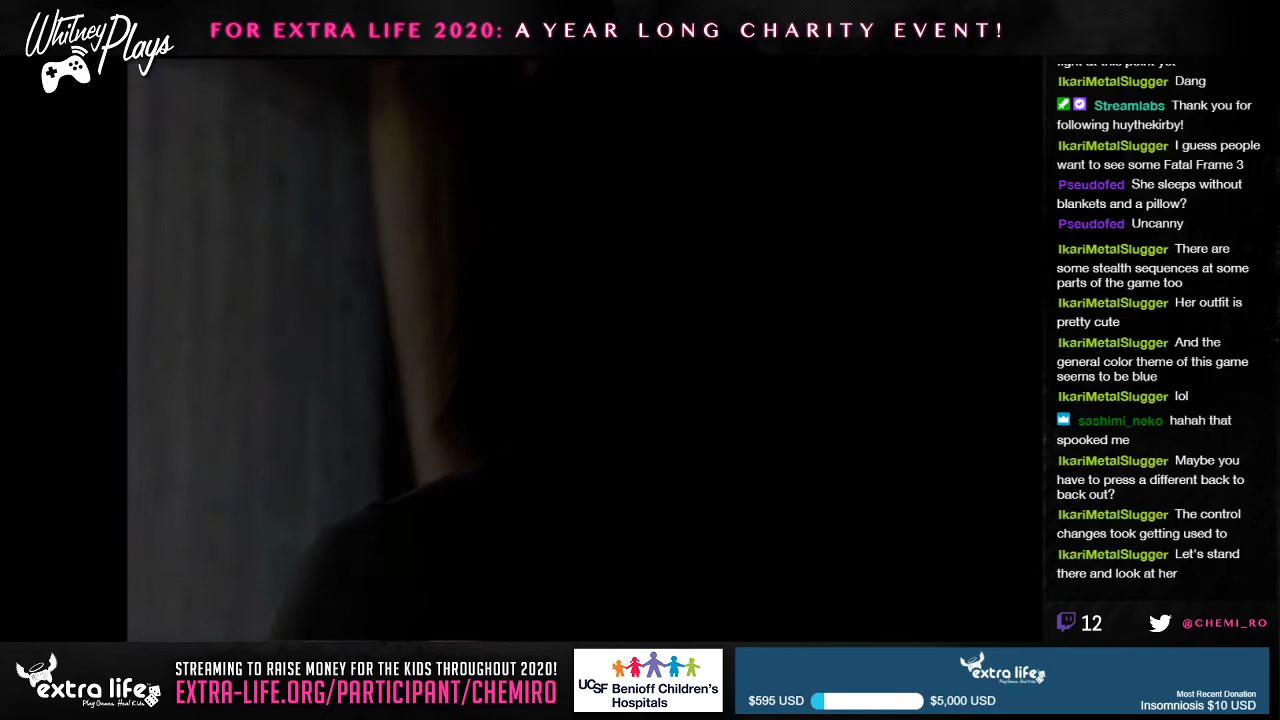 Whitney Plays
FOR EXTRA LIFE 2020: A YEAR LONG CHARITY EVENT!
IkariMetalSlugger Dang
Streamlabs Thank you for
following huythekirby!
IkariMetalSlugger I guess people
want to see some Fatal Frame 3
Pseudofed She sleeps without
blankets and a pillow?
Pseudofed Uncanny
IkariMetalSlugger There are
some stealth sequences at some
parts of the game too
IkariMetalSlugger Her outfit is
pretty cute
IkariMetalSlugger And the
general color theme of this game
seems to be blue
IkariMetalSlugger lol
sashimi_neko hahah that
spooked me
IkariMetalSlugger Maybe you
have to press a different back to
back out?
IkariMetalSlugger The control
changes took getting used to
IkariMetalSlugger Let's stand
there and look at her
12
@CHEMI_RO
extra life
Play Games. Heal Kids.
STREAMING TO RAISE MONEY FOR THE KIDS THROUGHOUT 2020!
EXTRA-LIFE.ORG/PARTICIPANT/CHEMIRO
UCSF Benioff Children's
Hospitals
extra life
Play Games. Heal Kids.
$595 USD
$5,000 USD
Most Recent Donation
Insomniosis $10 USD